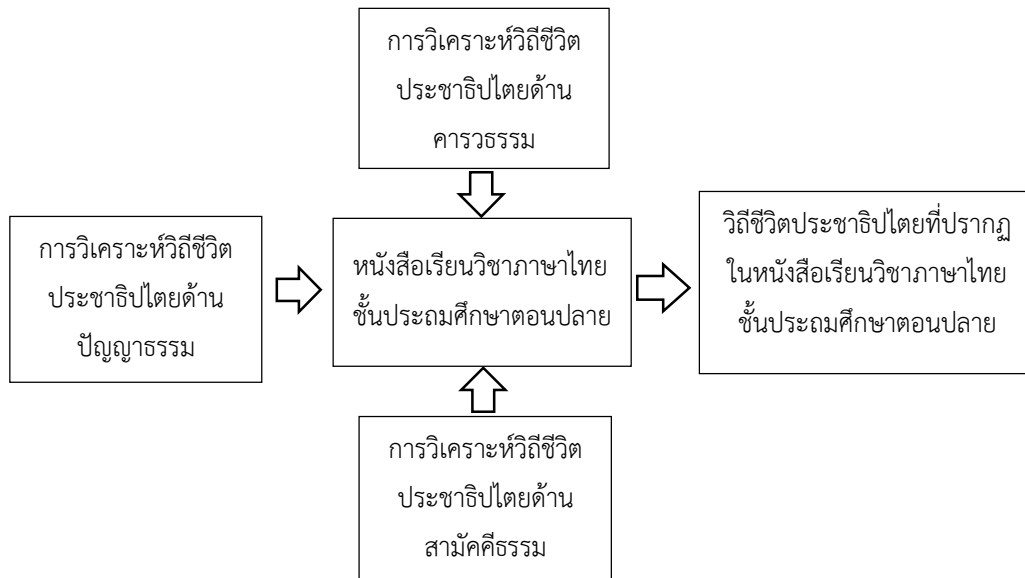 การวิเคราะห์วิถีชีวิต
ประชาธิปไตยด้าน
คารวธรรม
การวิเคราะห์วิถีชีวิต
ประชาธิปไตยด้าน
ปัญญาธรรม
หนังสือเรียนวิชาภาษาไทย
ชั้นประถมศึกษาตอนปลาย
วิถีชีวิตประชาธิปไตยที่ปรากฏ
ในหนังสือเรียนวิชาภาษาไทย
ชั้นประถมศึกษาตอนปลาย
การวิเคราะห์วิถีชีวิต
ประชาธิปไตยด้าน
สามัคคีธรรม